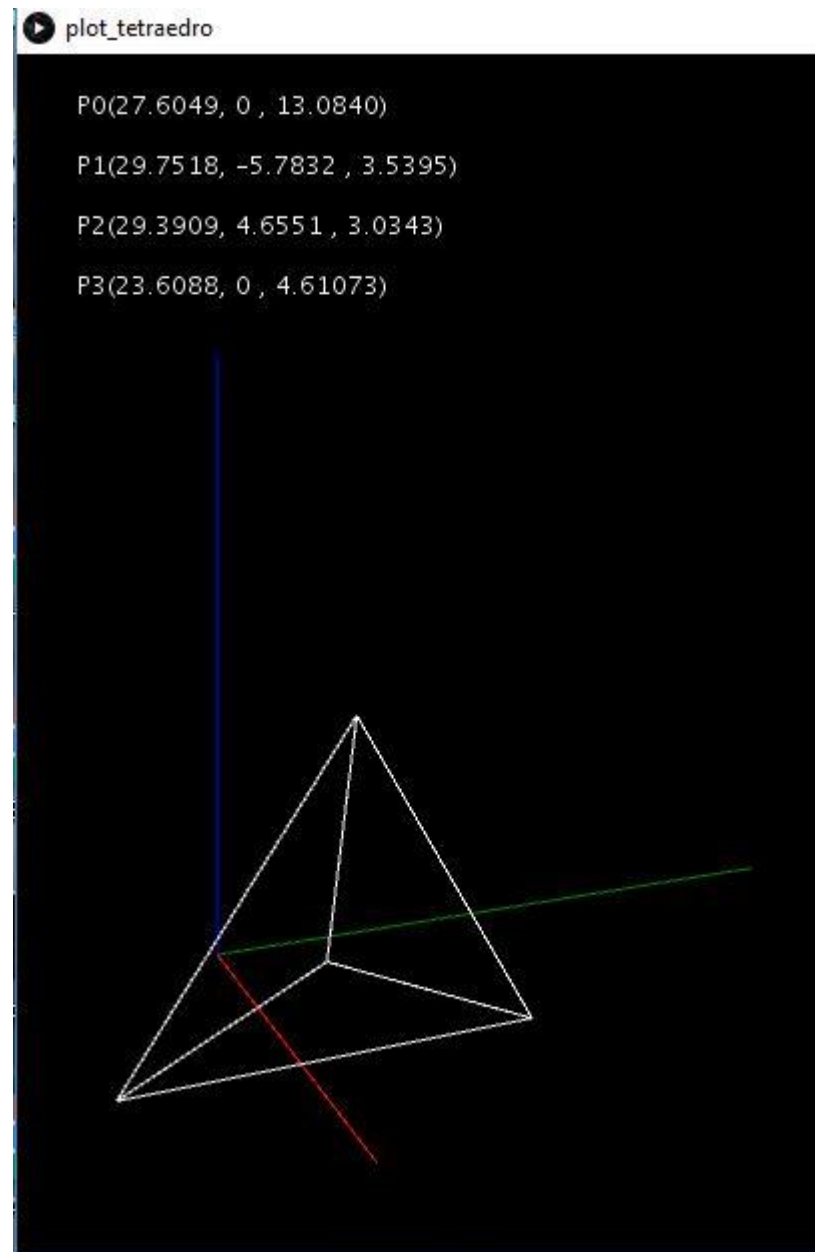 plot_tetraedro
P0(27.6049, 0 , 13.0840)
P1(29.7518, -5.7832 , 3.5395)
P2(29.3909, 4.6551 , 3.0343)
P3(23.6088, 0 , 4.61073)